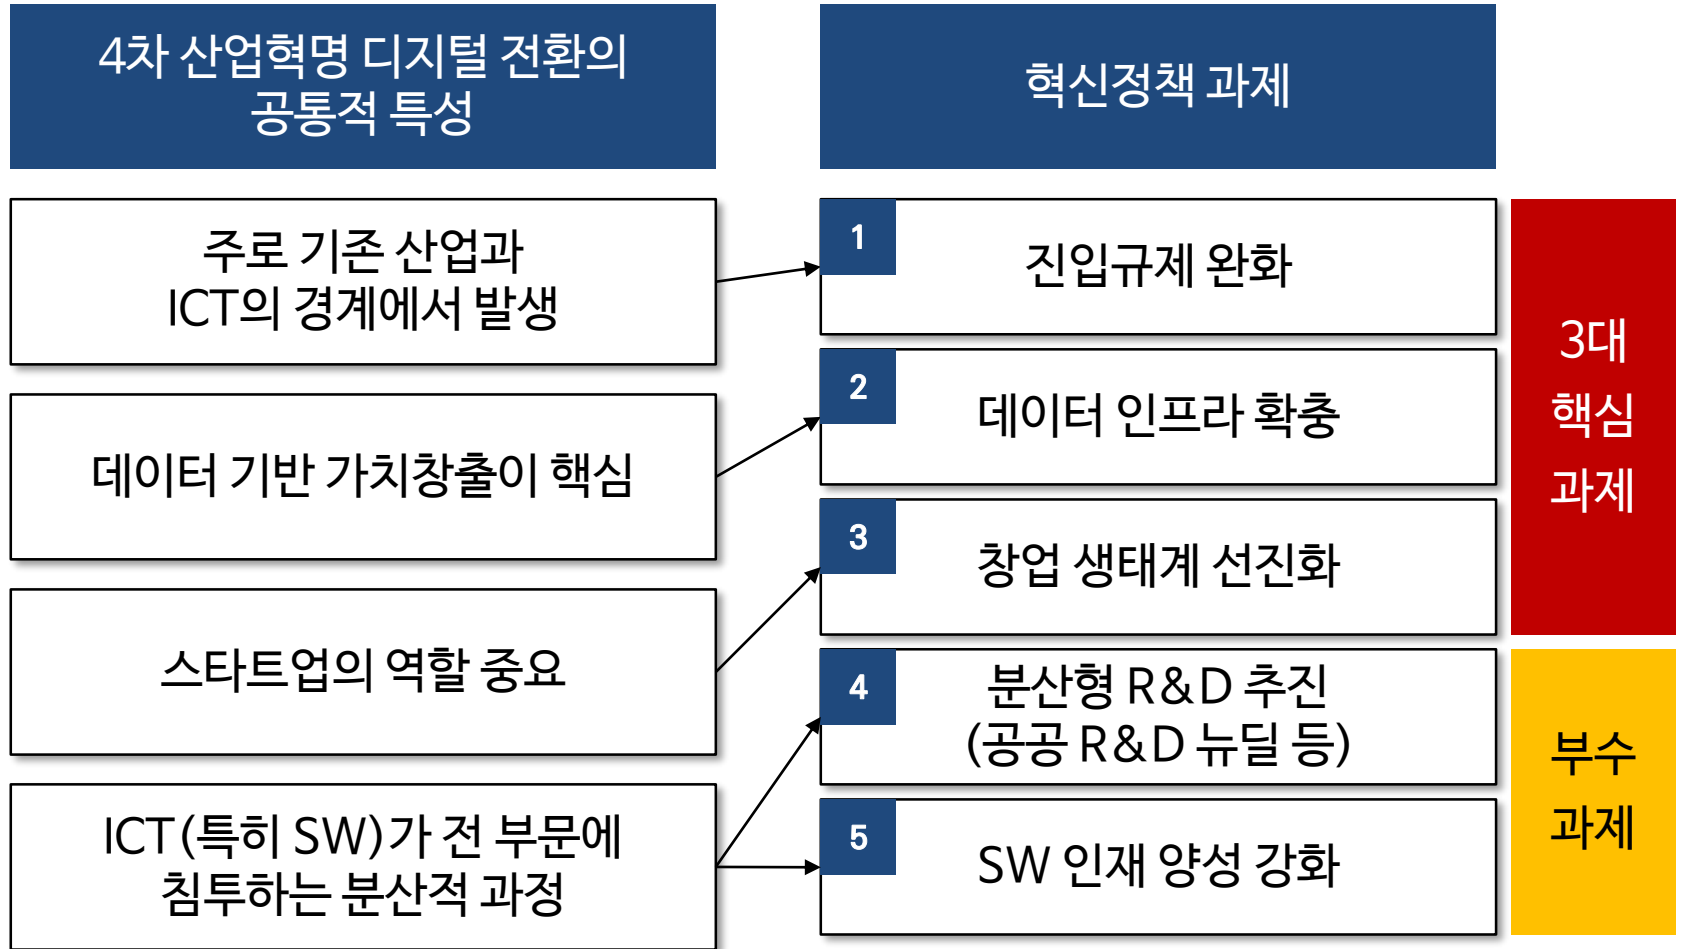 4차 산업혁명 디지털 전환의
공통적 특성
혁신정책 과제
주로 기존 산업과
ICT의 경계에서 발생
데이터 기반 가치창출이 핵심
스타트업의 역할 중요
ICT(특히 SW)가 전 부문에
침투하는 분산적 과정
1
진입규제 완화
2
데이터 인프라 확충
3
창업 생태계 선진화
4
분산형 R&D 추진
(공공 R&D 뉴딜 등)
5
SW 인재 양성 강화
3대
핵심
과제
부수
과제